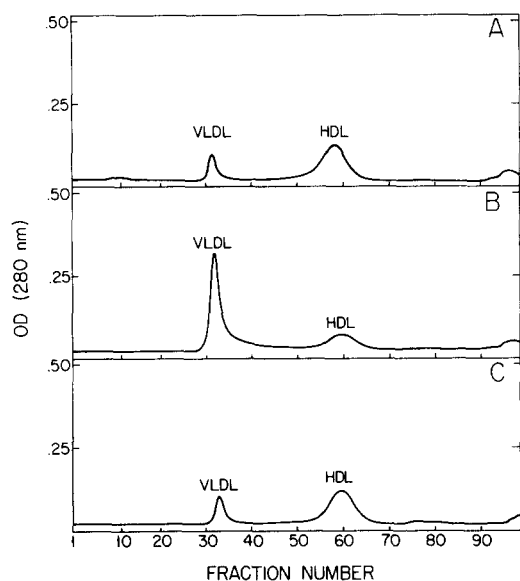 A
.50
.25
VLDL
HDL
B
.50
.25
VLDL
HDL
C
.50
.25
VLDL
HDL
OD (280 nm)
1 10 20 30 40 50 60 70 80 90
FRACTION NUMBER